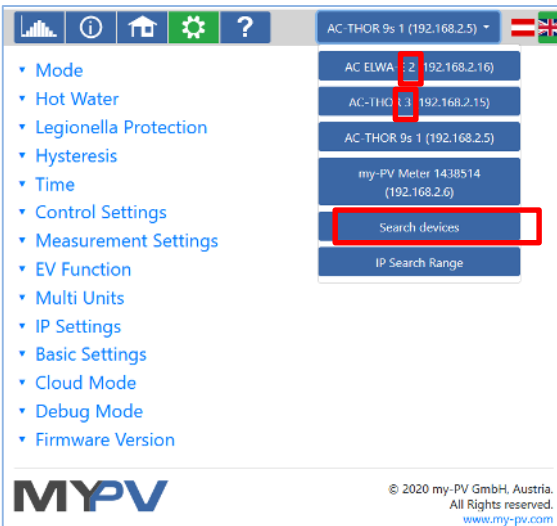 ?
AC-THOR 9s 1 (192.168.2.5)
AC ELWA-E 2 (192.168.2.16)
AC-THOR 3 (192.168.2.15)
AC-THOR 9s 1 (192.168.2.5)
my-PV Meter 1438514
(192.168.2.6)
Search devices
IP Search Range
Mode
Hot Water
Legionella Protection
Hysteresis
Time
Control Settings
Measurement Settings
EV Function
Multi Units
IP Settings
Basic Settings
Cloud Mode
Debug Mode
Firmware Version
MYPV
© 2020 my-PV GmbH, Austria.
All Rights reserved.
www.my-pv.com